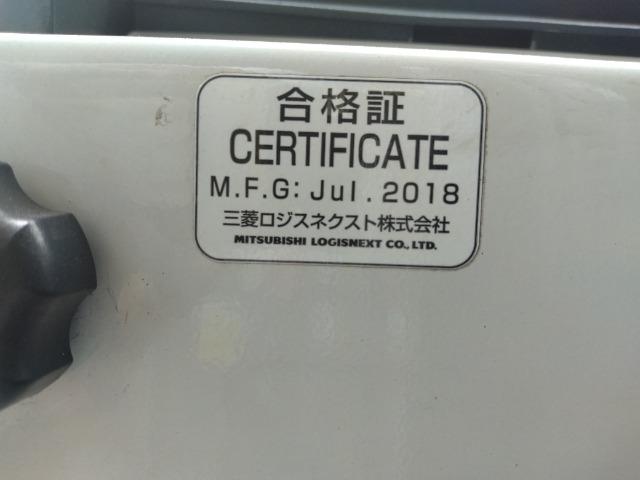 合格証
CERTIFICATE
M.F.G: Jul. 2018
三菱ロジスネクスト株式会社
MITSUBISHI LOGISNEXT CO., LTD.